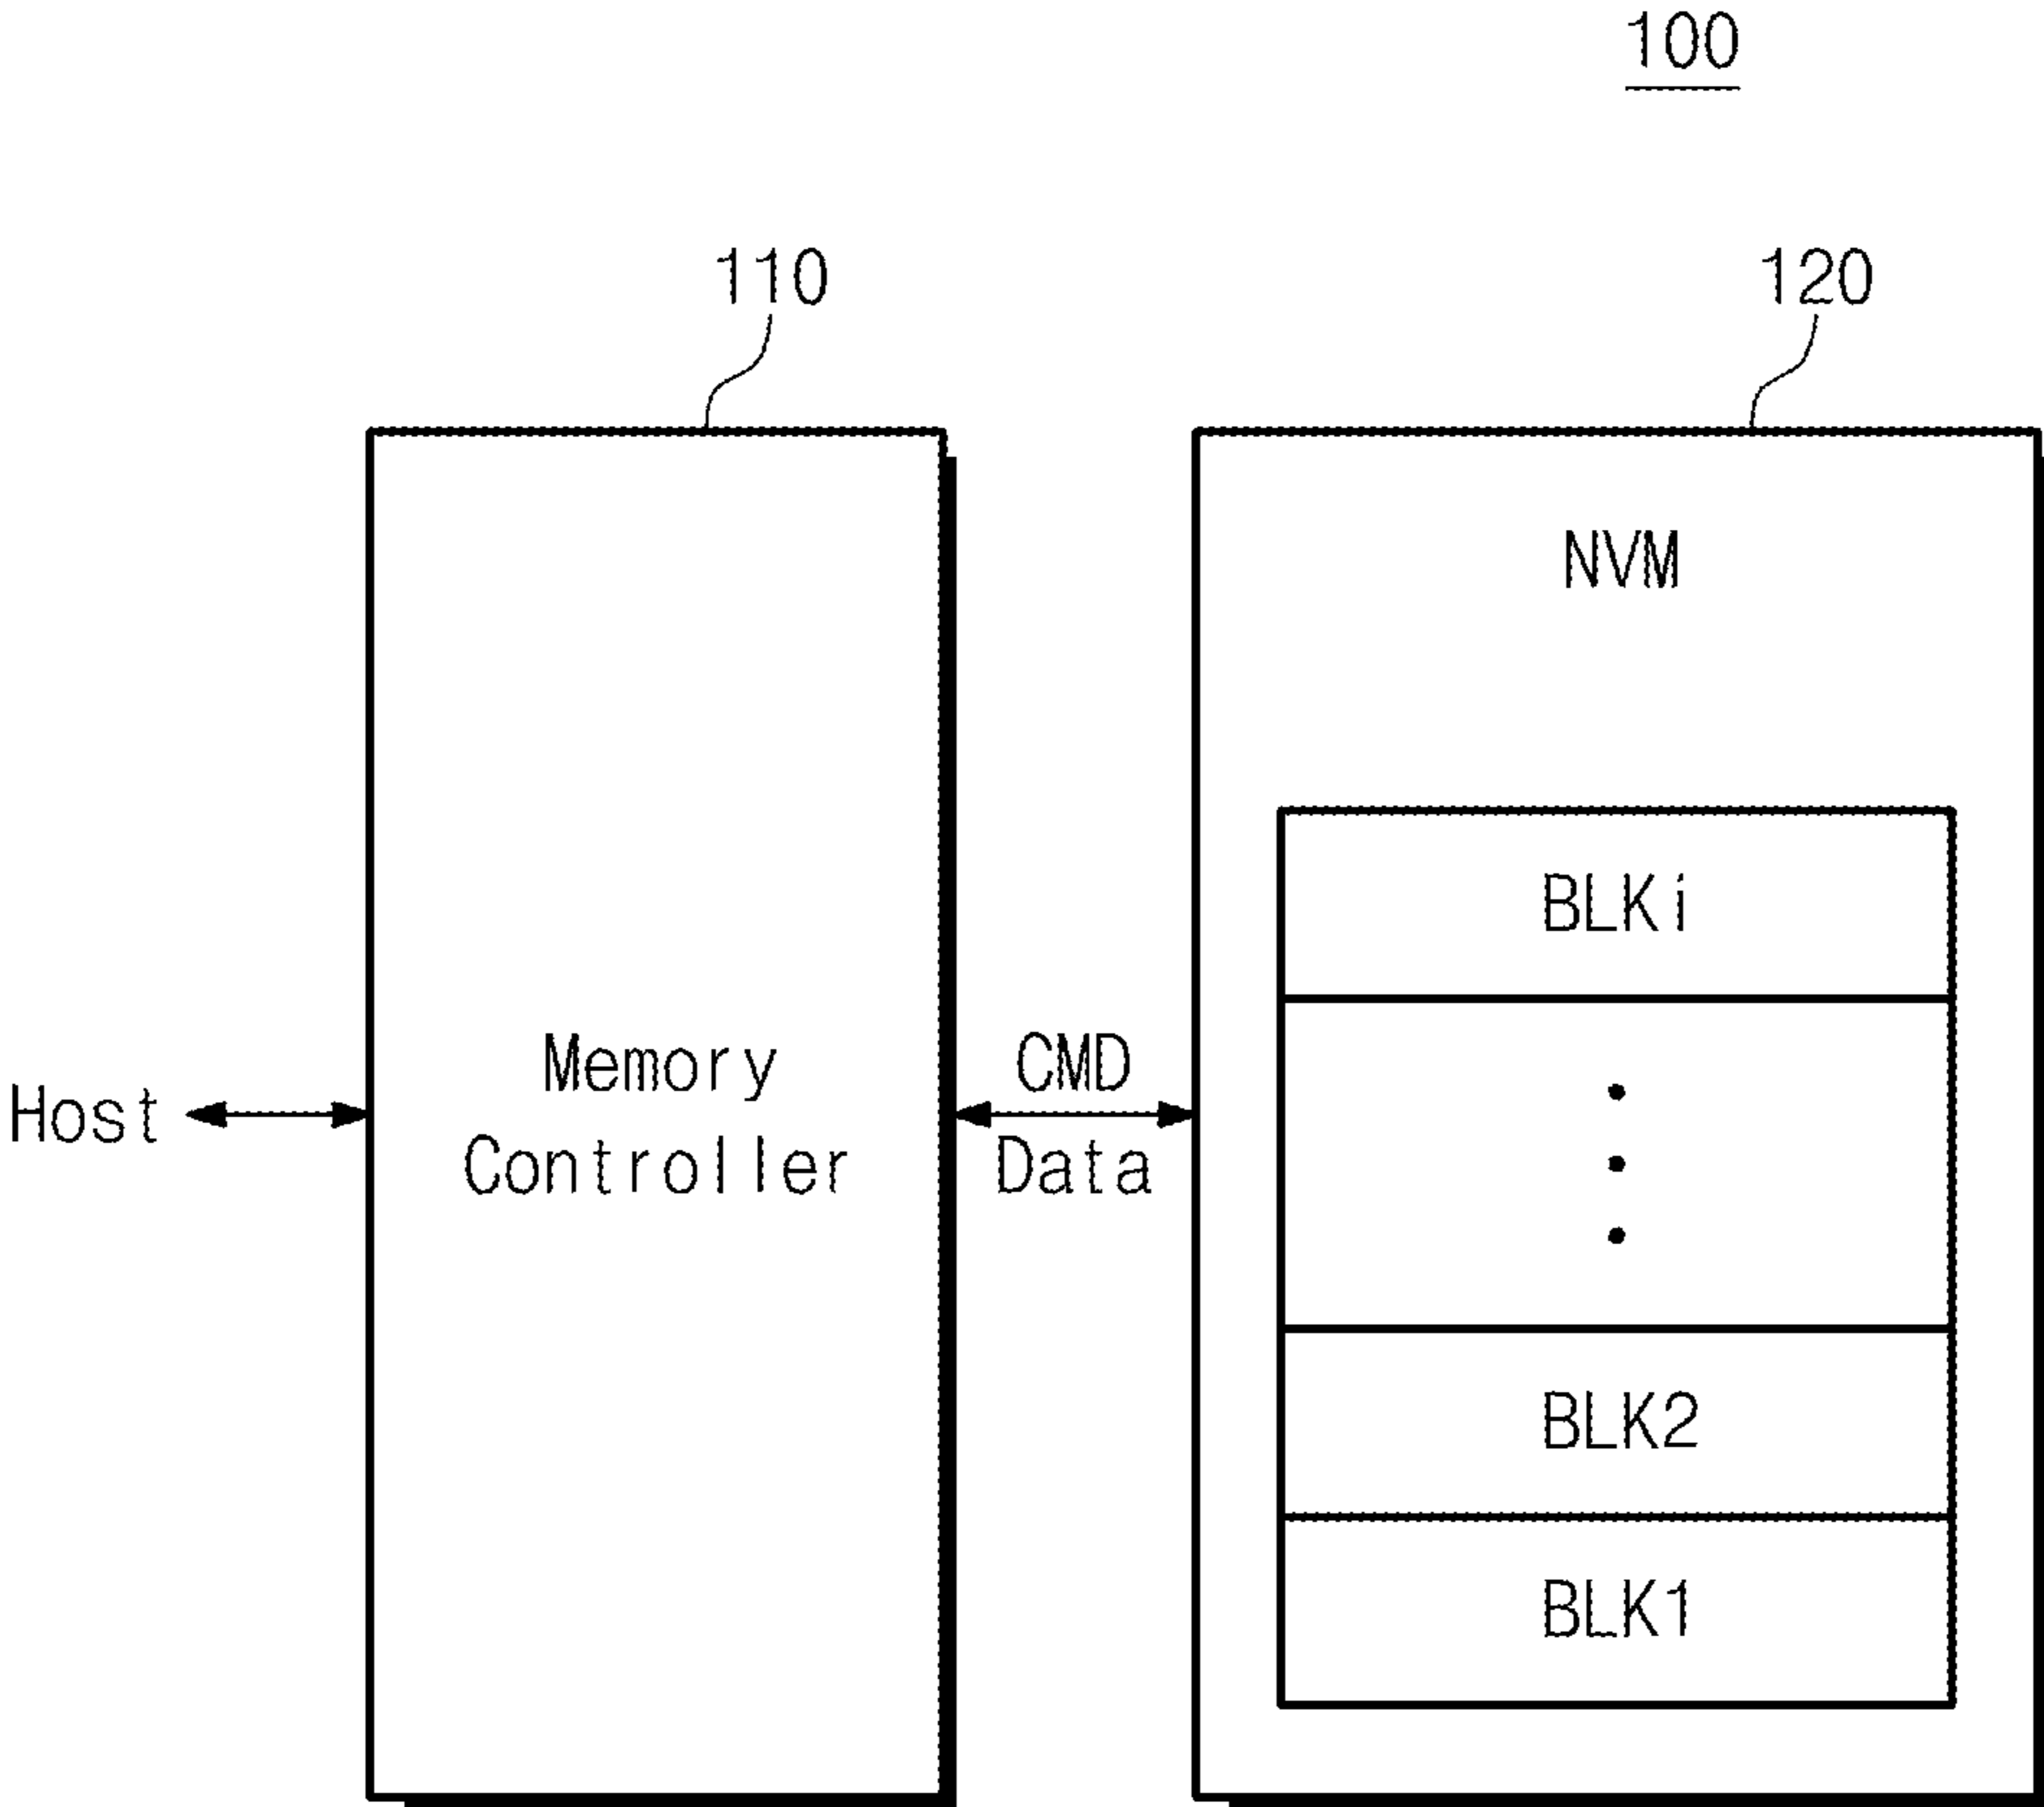 100
110
120
NVM
BLKi
Host
Memory
Controller
CMD
Data
BLK2
BLK1